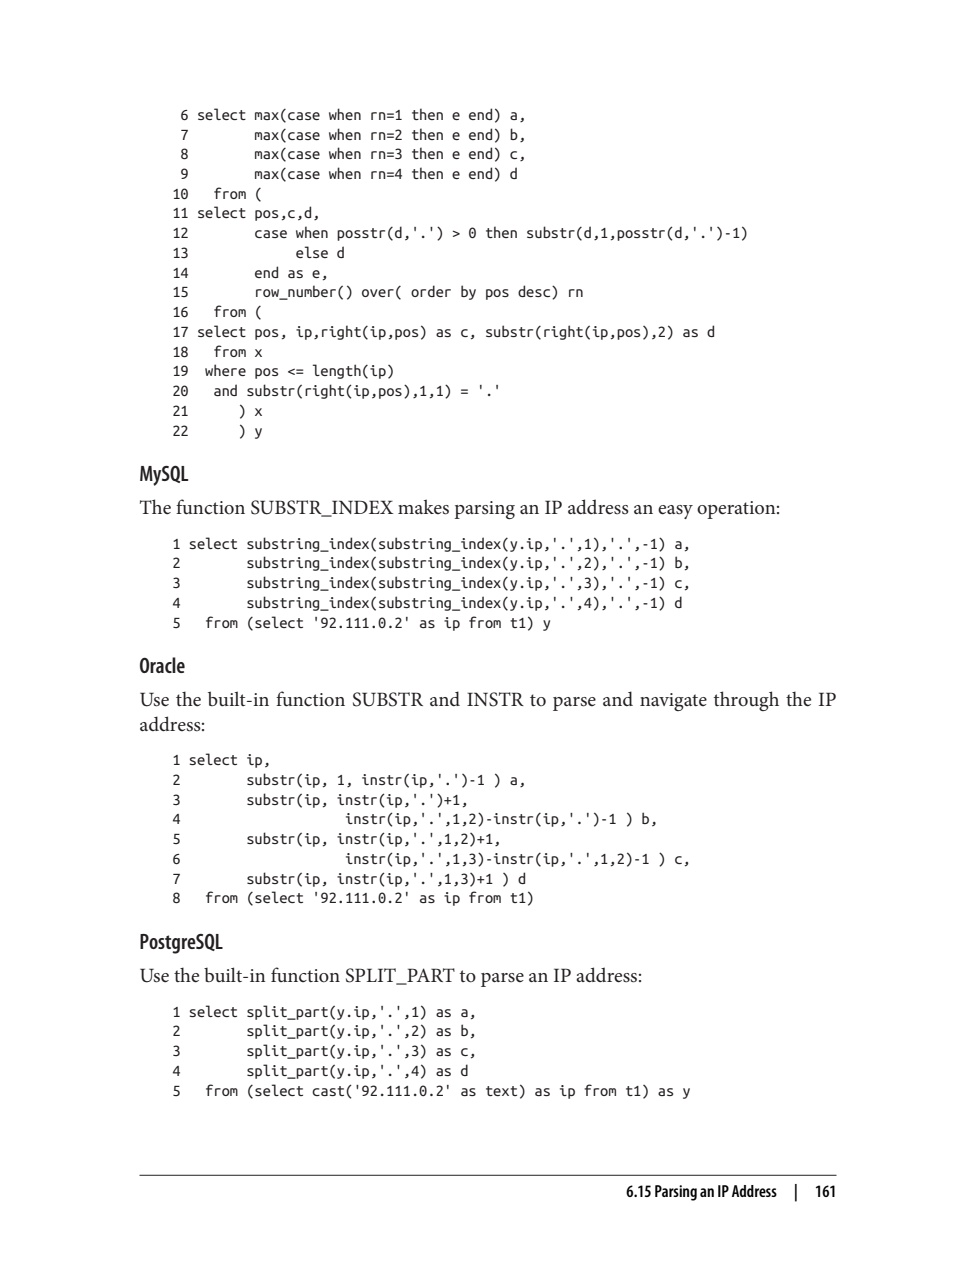 6 select max(case when rn=1 then e end) a,
7        max(case when rn=2 then e end) b,
8        max(case when rn=3 then e end) c,
9        max(case when rn=4 then e end) d
10   from (
11 select pos,c,d,
12        case when posstr(d,'.') > 0 then substr(d,1,posstr(d,'.')-1)
13             else d
14        end as e,
15        row_number() over( order by pos desc) rn
16   from (
17 select pos, ip,right(ip,pos) as c, substr(right(ip,pos),2) as d
18   from x
19  where pos <= length(ip)
20   and substr(right(ip,pos),1,1) = '.'
21      ) x
22      ) y
MySQL
The function SUBSTR_INDEX makes parsing an IP address an easy operation:
1 select substring_index(substring_index(y.ip,'.',1),'.',-1) a,
2        substring_index(substring_index(y.ip,'.',2),'.',-1) b,
3        substring_index(substring_index(y.ip,'.',3),'.',-1) c,
4        substring_index(substring_index(y.ip,'.',4),'.',-1) d
5   from (select '92.111.0.2' as ip from t1) y
Oracle
Use the built-in function SUBSTR and INSTR to parse and navigate through the IP
address:
1 select ip,
2        substr(ip, 1, instr(ip,'.')-1 ) a,
3        substr(ip, instr(ip,'.')+1,
4                    instr(ip,'.',1,2)-instr(ip,'.')-1 ) b,
5        substr(ip, instr(ip,'.',1,2)+1,
6                    instr(ip,'.',1,3)-instr(ip,'.',1,2)-1 ) c,
7        substr(ip, instr(ip,'.',1,3)+1 ) d
8   from (select '92.111.0.2' as ip from t1)
PostgreSQL
Use the built-in function SPLIT_PART to parse an IP address:
1 select split_part(y.ip,'.',1) as a,
2        split_part(y.ip,'.',2) as b,
3        split_part(y.ip,'.',3) as c,
4        split_part(y.ip,'.',4) as d
5   from (select cast('92.111.0.2' as text) as ip from t1) as y
6.15 Parsing an IP Address | 161